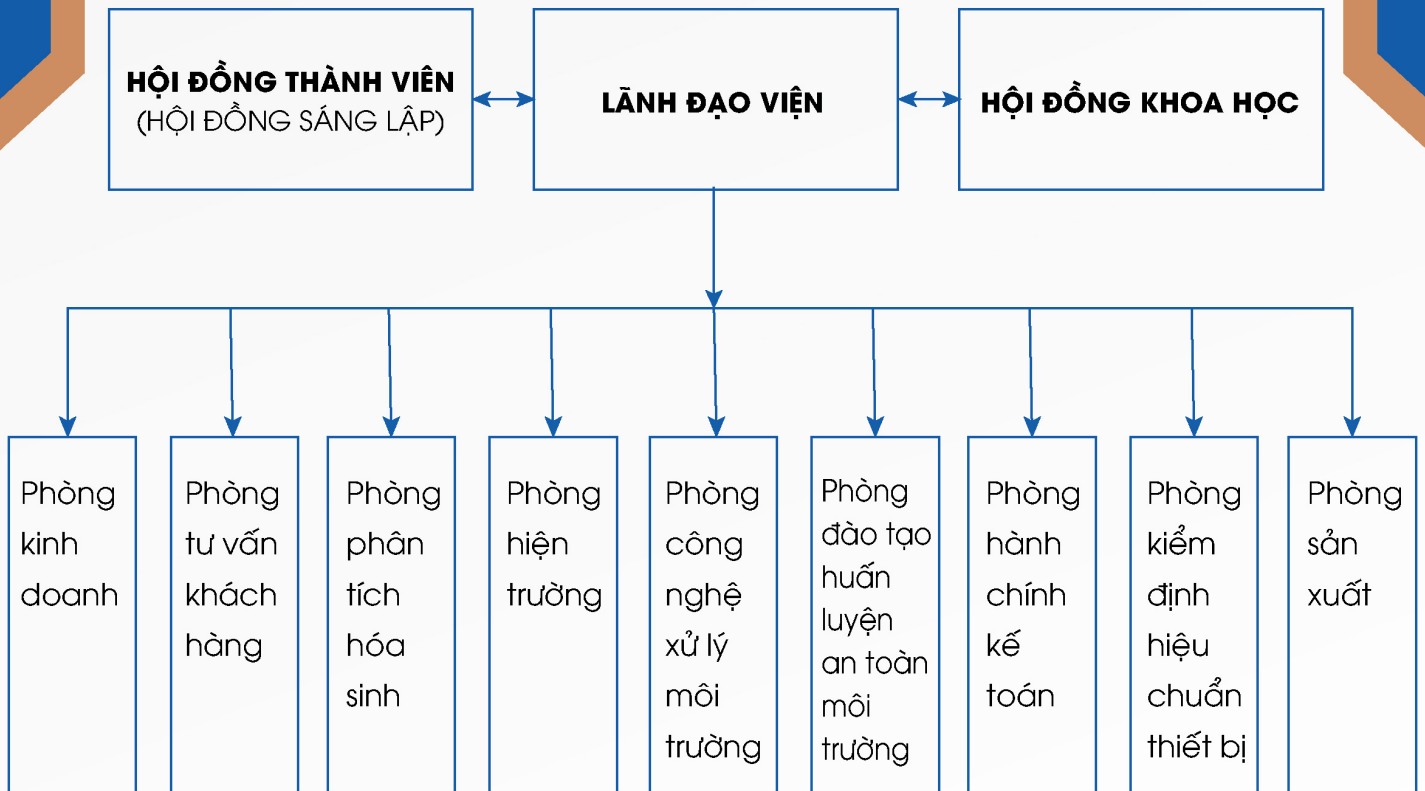 HỘI ĐỒNG THÀNH VIÊN
(HỘI ĐỒNG SÁNG LẬP)
LÃNH ĐẠO VIỆN
HỘI ĐỒNG KHOA HỌC
Phòng
kinh
doanh
Phòng
tư vấn
khách
hàng
Phòng
phân
tích
hóa
sinh
Phòng
hiện
trường
Phòng
công
nghệ
xử lý
môi
trường
Phòng
đào tạo
huấn
luyện
an toàn
môi
trường
Phòng
hành
chính
kế
toán
Phòng
kiểm
định
hiệu
chuẩn
thiết bị
Phòng
sản
xuất